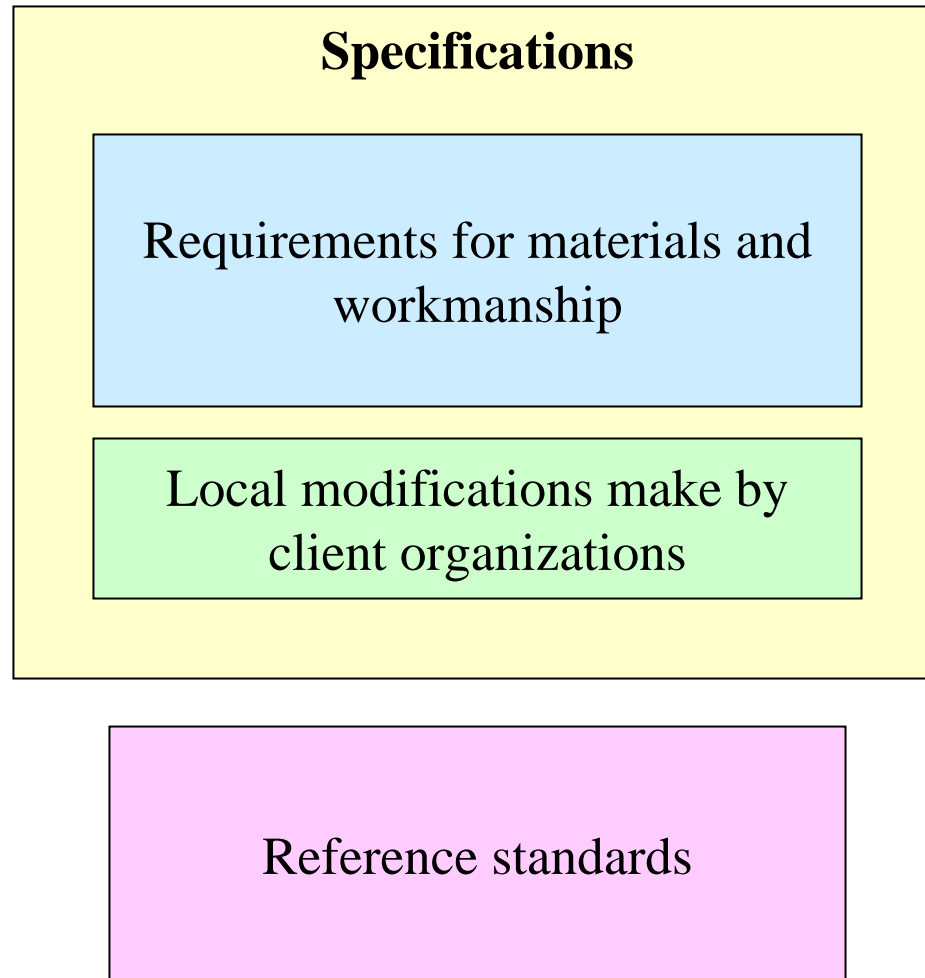 Specifications
Requirements for materials and
workmanship
Local modifications make by
client organizations
Reference standards